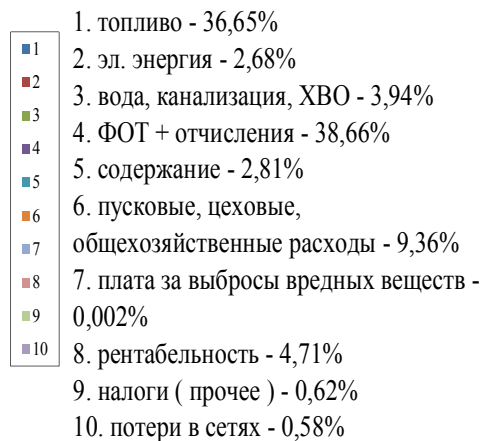 1
2
3
4
5
6
7
8
9
10
1. топливо - 36,65%
2. эл. энергия - 2,68%
3. вода, канализация, ХВО - 3,94%
4. ФОТ + отчисления - 38,66%
5. содержание - 2,81%
6. пусковые, цеховые,
общехозяйственные расходы - 9,36%
7. плата за выбросы вредных веществ -
0,002%
8. рентабельность - 4,71%
9. налоги ( прочее ) - 0,62%
10. потери в сетях - 0,58%